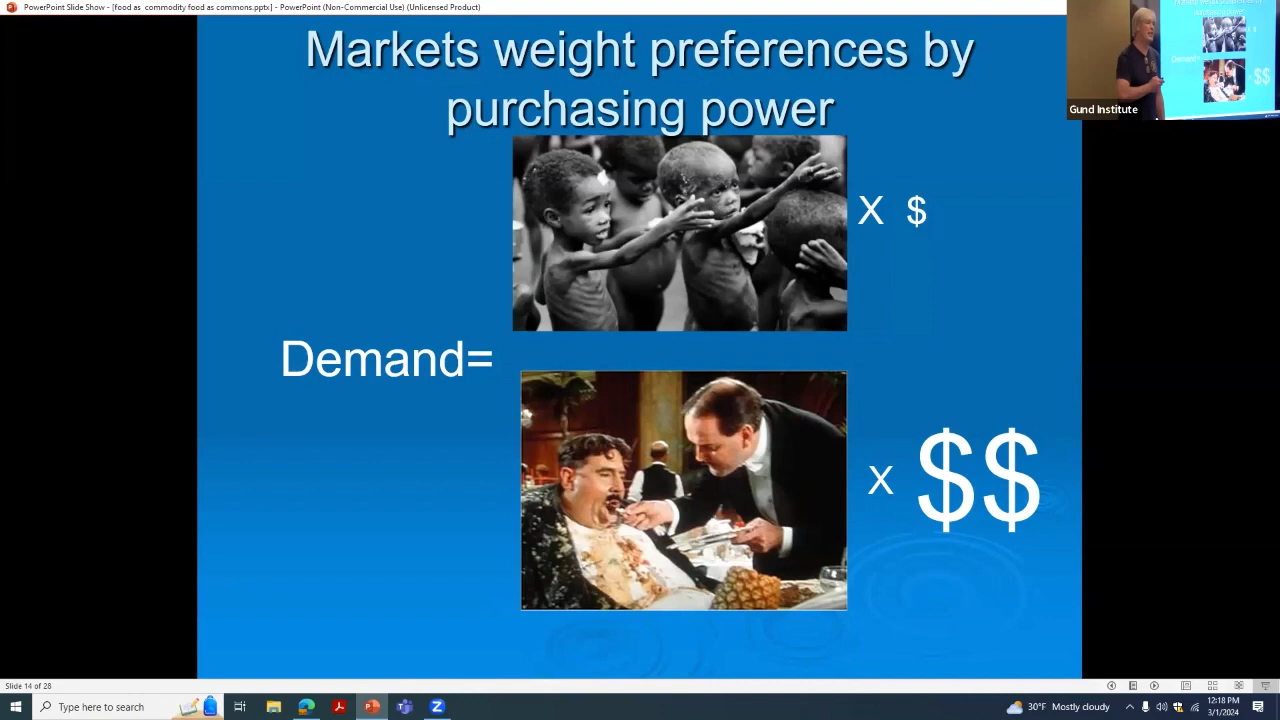 PowerPoint Slide Show - [food as commodity food as commons.pptx] - PowerPoint (Non-Commercial Use) (Unlicensed Product)
Markets weight preferences by
purchasing power
X $
Demand=
x $$
Demand=
$$
Gund Institute
Slide 14 of 28
Type here to search
30°F Mostly cloudy
12:18 PM
3/1/2024